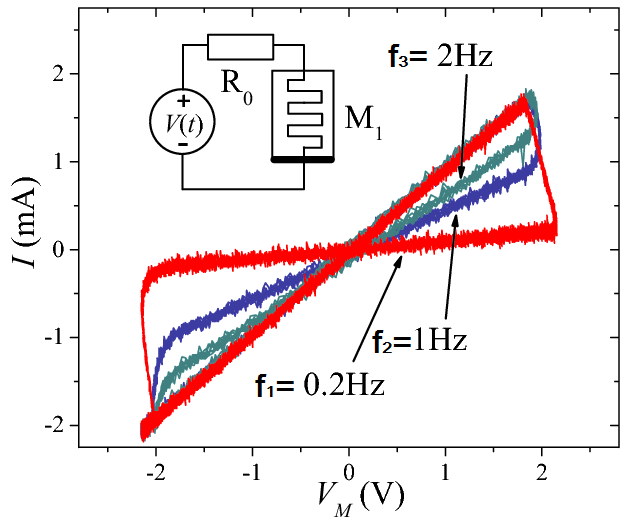 f₃= 2Hz
R₀
+
V(t)
-
M₁
I (mA)
2
1
0
-1
-2
f₂=1Hz
f₁= 0.2Hz
-2
-1
0
1
2
V_M (V)